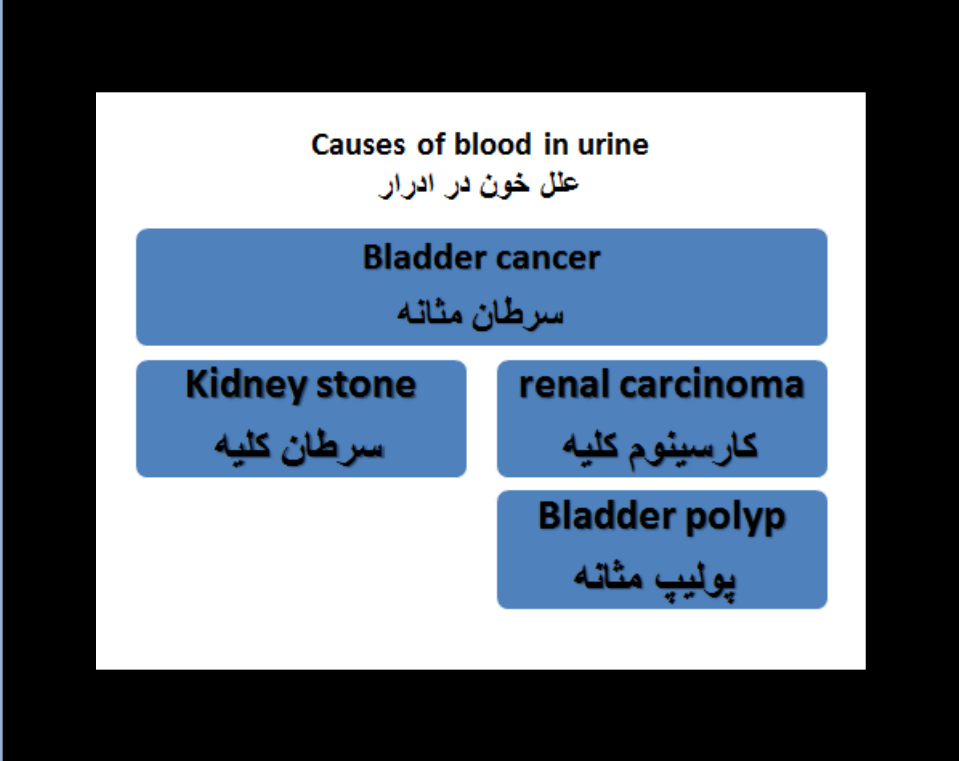 Causes of blood in urine
علل خون در ادرار
Bladder cancer
سرطان مثانه
Kidney stone
سرطان کلیه
renal carcinoma
کارسینوم کلیه
Bladder polyp
پولیپ مثانه